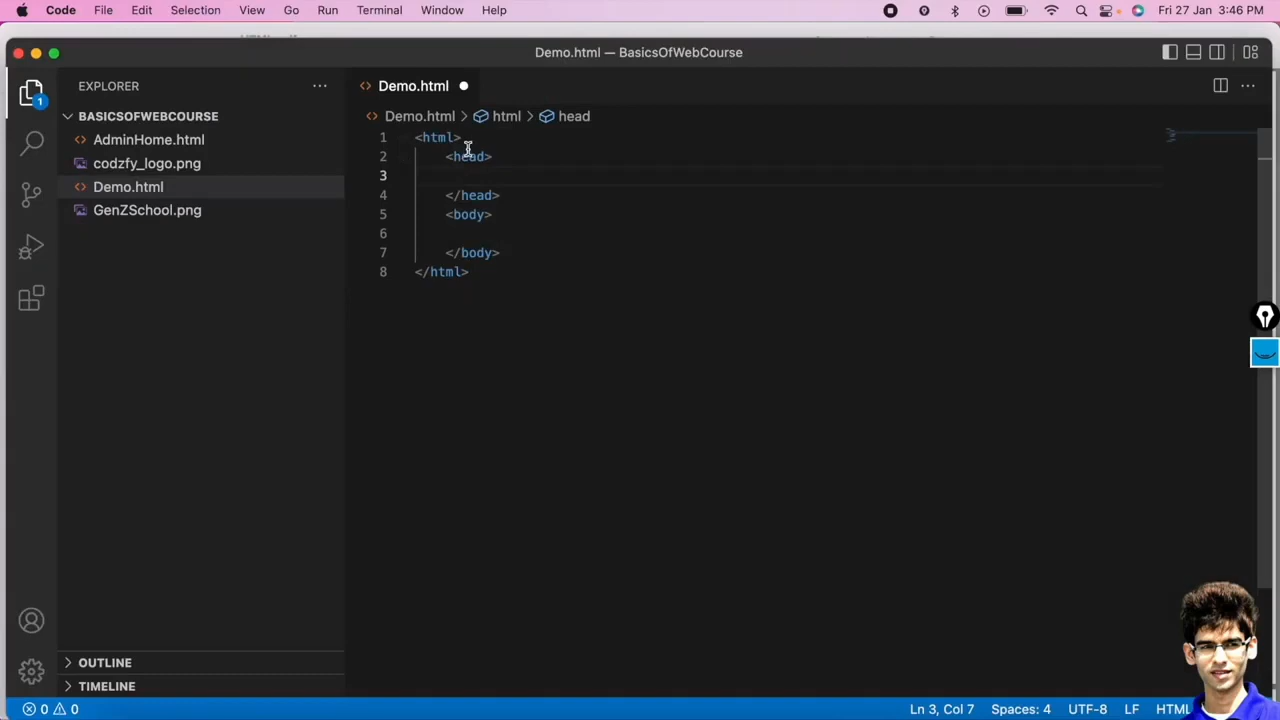 Code File Edit Selection View Go Run Terminal Window Help Fri 27 Jan 3:46 PM
Demo.html — BasicsOfWebCourse
EXPLORER
BASICSOFWEBCOURSE
AdminHome.html
codzfy_logo.png
Demo.html
GenZSchool.png
OUTLINE
TIMELINE
Demo.html
Demo.html > html > head
1 <html>
2 <head>
3
4 </head>
5 <body>
6
7 </body>
8 </html>
1
0 0 Ln 3, Col 7 Spaces: 4 UTF-8 LF HTML